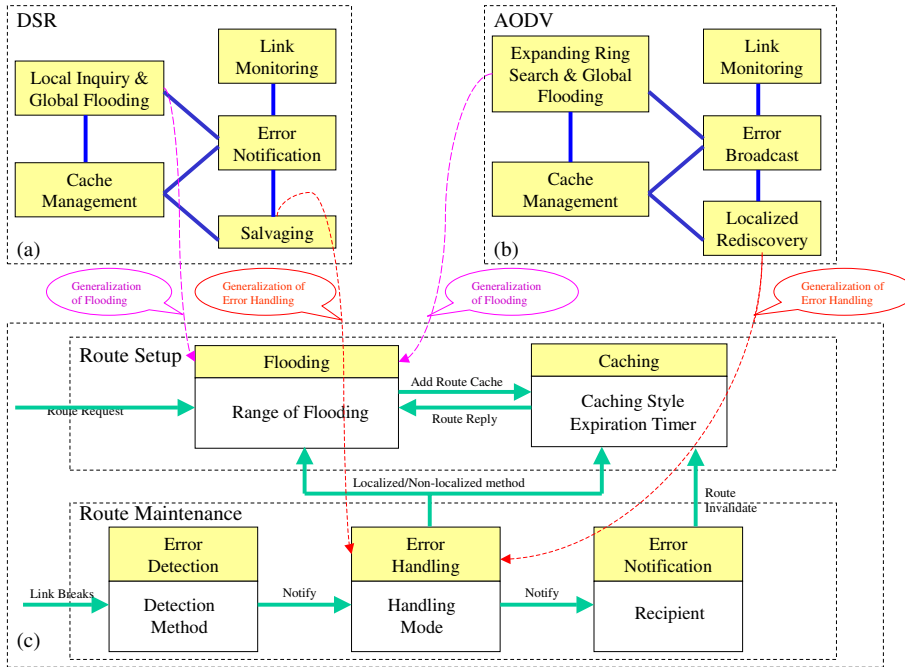 DSR
Local Inquiry &
Global Flooding
Link
Monitoring
Error
Notification
Cache
Management
Salvaging
(a)
AODV
Expanding Ring
Search & Global
Flooding
Link
Monitoring
Error
Broadcast
Cache
Management
Localized
Rediscovery
(b)
Generalization
of Flooding
Generalization of
Error Handling
Generalization
of Flooding
Generalization of
Error Handling
Route Setup
Flooding
Range of Flooding
Caching
Caching Style
Expiration Timer
Route Request
Add Route Cache
Route Reply
Localized/Non-localized method
Route
Invalidate
Route Maintenance
Error
Detection
Detection
Method
Error
Handling
Handling
Mode
Error
Notification
Recipient
Link Breaks
Notify
Notify
(c)